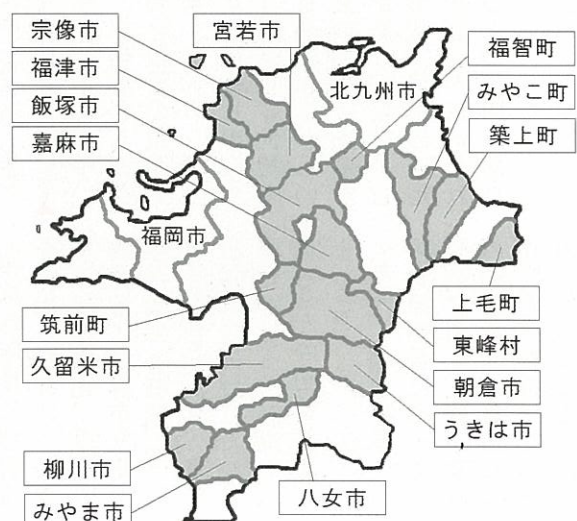 宗像市
福津市
飯塚市
嘉麻市
宮若市
北九州市
福智町
みやこ町
築上町
福岡市
上毛町
東峰村
朝倉市
うきは市
筑前町
久留米市
柳川市
みやま市
八女市